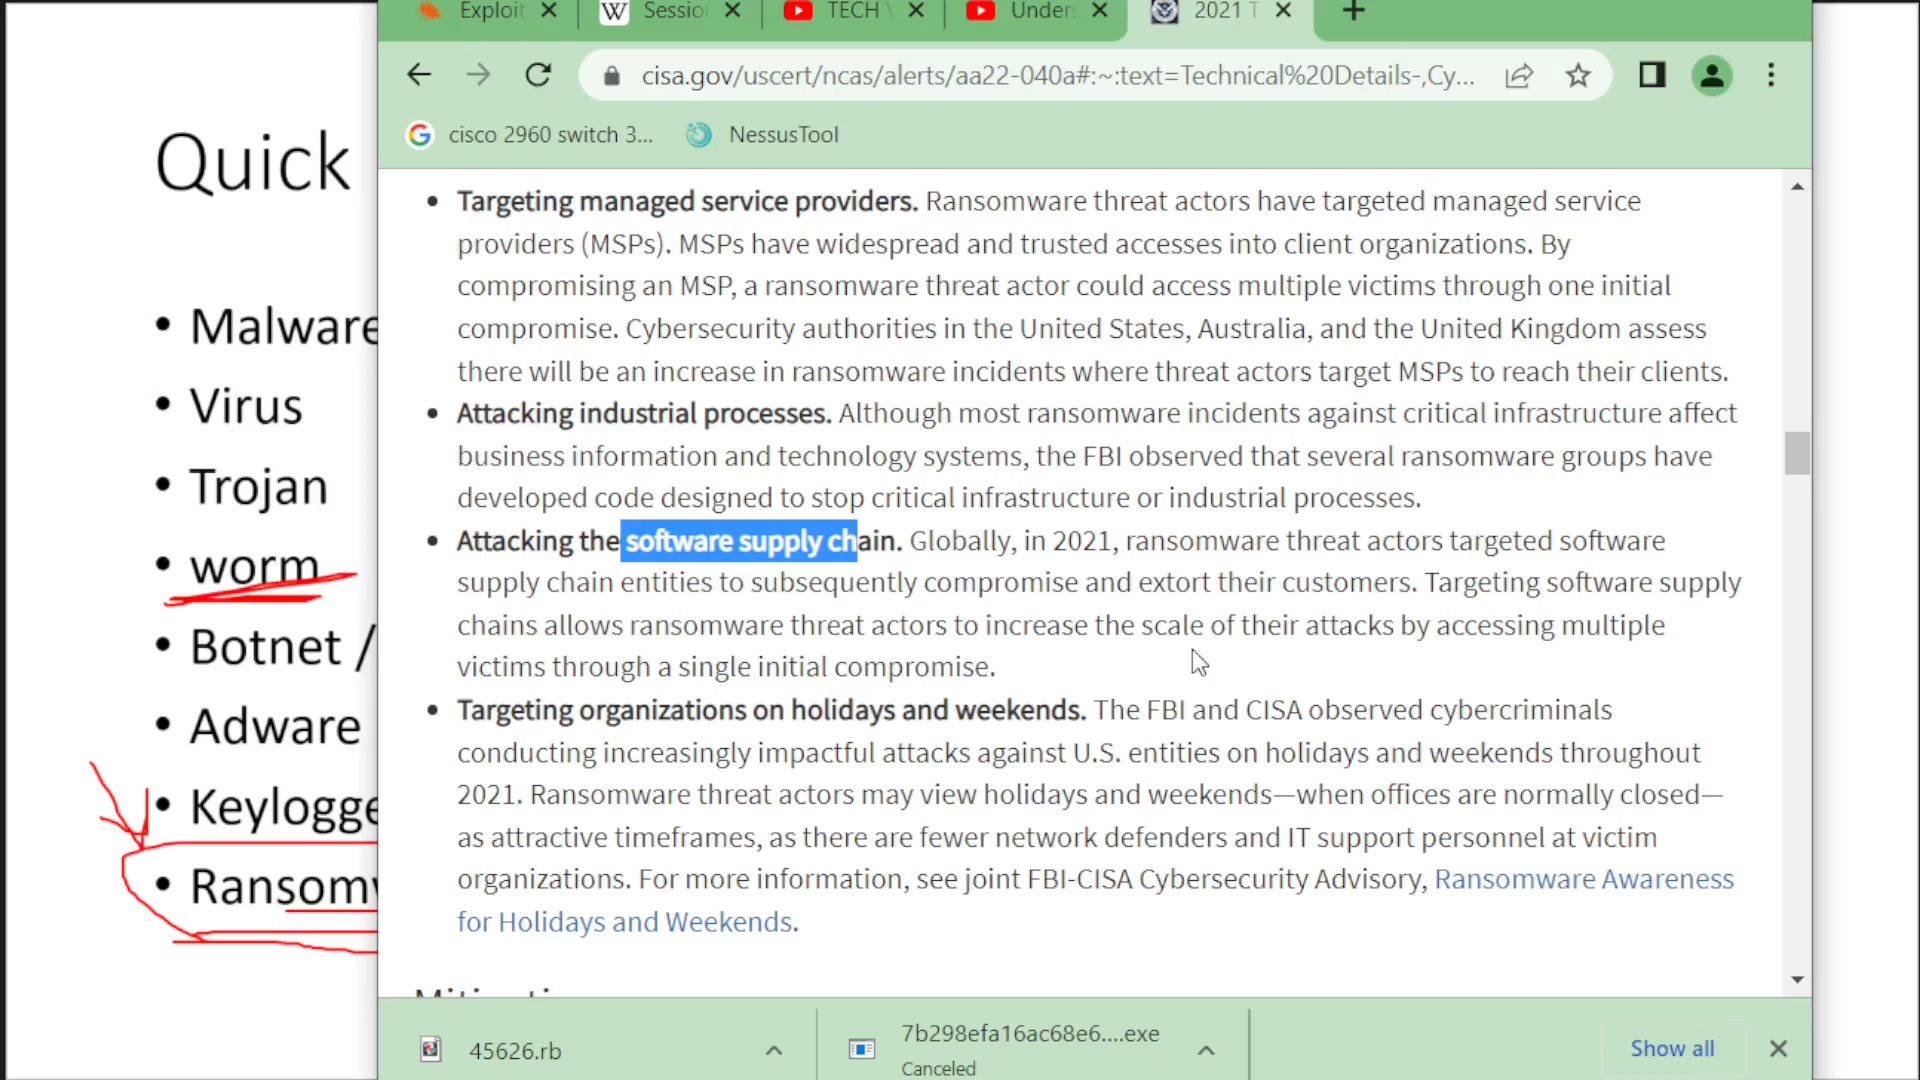 Exploit
Sessio
TECH
Under
2021 T
cisa.gov/uscert/ncas/alerts/aa22-040a#:~:text=Technical%20Details-,Cy...
cisco 2960 switch 3...
NessusTool
Quick
• Malware
• Virus
• Trojan
• worm
• Botnet /
• Adware
• Keylogge
• Ransomw
• Targeting managed service providers. Ransomware threat actors have targeted managed service
providers (MSPs). MSPs have widespread and trusted accesses into client organizations. By
compromising an MSP, a ransomware threat actor could access multiple victims through one initial
compromise. Cybersecurity authorities in the United States, Australia, and the United Kingdom assess
there will be an increase in ransomware incidents where threat actors target MSPs to reach their clients.
• Attacking industrial processes. Although most ransomware incidents against critical infrastructure affect
business information and technology systems, the FBI observed that several ransomware groups have
developed code designed to stop critical infrastructure or industrial processes.
• Attacking the software supply chain. Globally, in 2021, ransomware threat actors targeted software
supply chain entities to subsequently compromise and extort their customers. Targeting software supply
chains allows ransomware threat actors to increase the scale of their attacks by accessing multiple
victims through a single initial compromise.
• Targeting organizations on holidays and weekends. The FBI and CISA observed cybercriminals
conducting increasingly impactful attacks against U.S. entities on holidays and weekends throughout
2021. Ransomware threat actors may view holidays and weekends—when offices are normally closed—
as attractive timeframes, as there are fewer network defenders and IT support personnel at victim
organizations. For more information, see joint FBI-CISA Cybersecurity Advisory, Ransomware Awareness
for Holidays and Weekends.
45626.rb
7b298efa16ac68e6....exe
Canceled
Show all